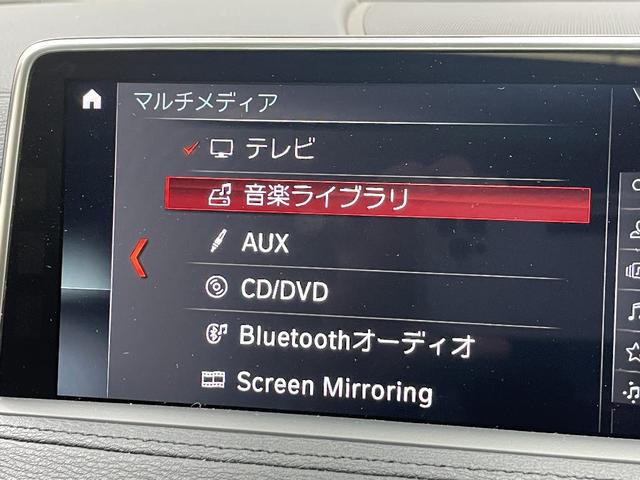 マルチメディア
テレビ
音楽ライブラリ
AUX
CD/DVD
Bluetoothオーディオ
Screen Mirroring